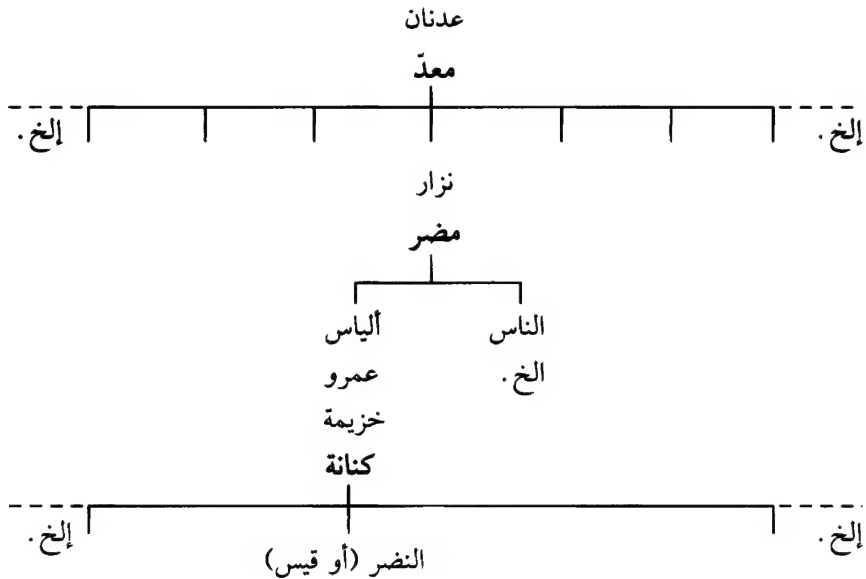 عدنان
معدّ
إلخ. إلخ.
نزار
مضر
الناس ألياس
الخ. عمرو
خزيمة
كنانة
إلخ. إلخ.
النضر (أو قيس)